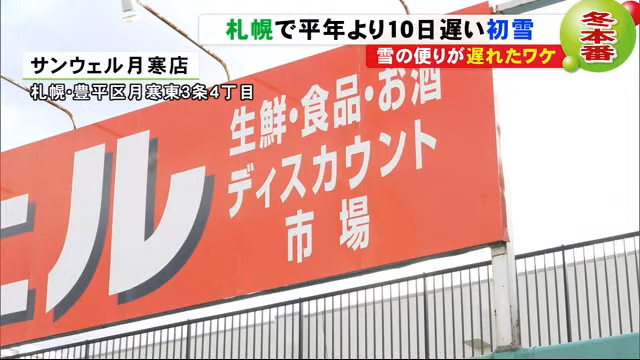 札幌で平年より10日遅い初雪
雪の便りが遅れたワケ
冬本番
サンウェル月寒店
札幌・豊平区月寒東3条4丁目
ェル
生鮮・食品・お酒
ディスカウント
市場